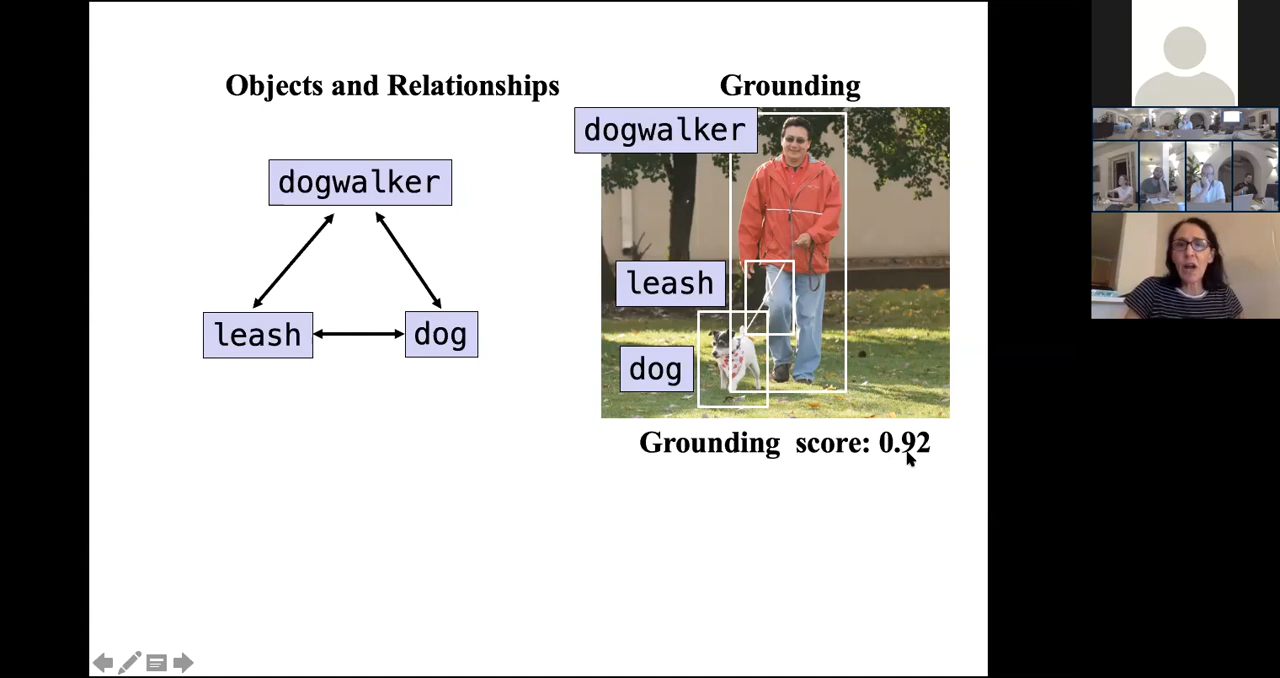 Objects and Relationships
dogwalker
leash
dog
Grounding
dogwalker
leash
dog
Grounding score: 0.92